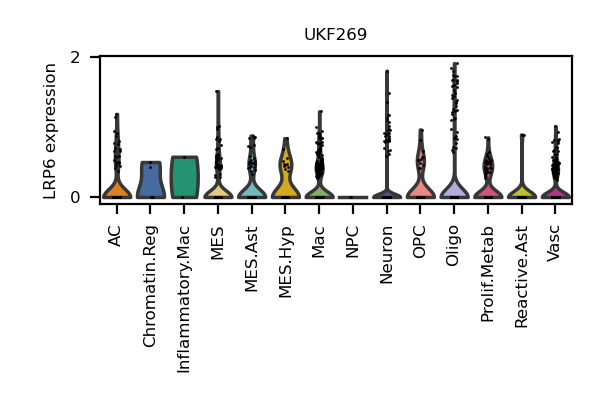 UKF269
LRP6 expression
2
0
AC
Chromatin.Reg
Inflammatory.Mac
MES
MES.Ast
MES.Hyp
Mac
NPC
Neuron
OPC
Oligo
Prolif.Metab
Reactive.Ast
Vasc